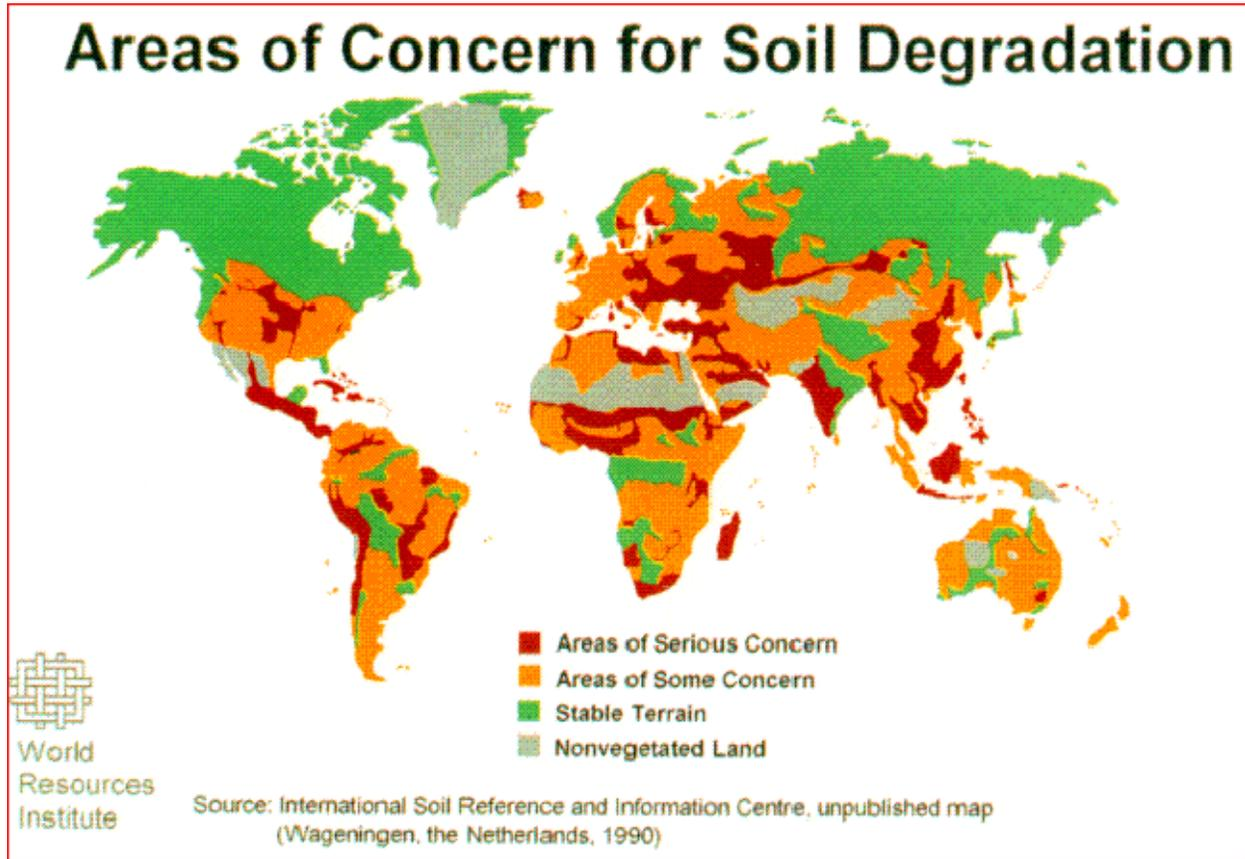 Areas of Concern for Soil Degradation
Areas of Serious Concern
Areas of Some Concern
Stable Terrain
Nonvegetated Land
World
Resources
Institute
Source: International Soil Reference and Information Centre, unpublished map
(Wageningen, the Netherlands, 1990)